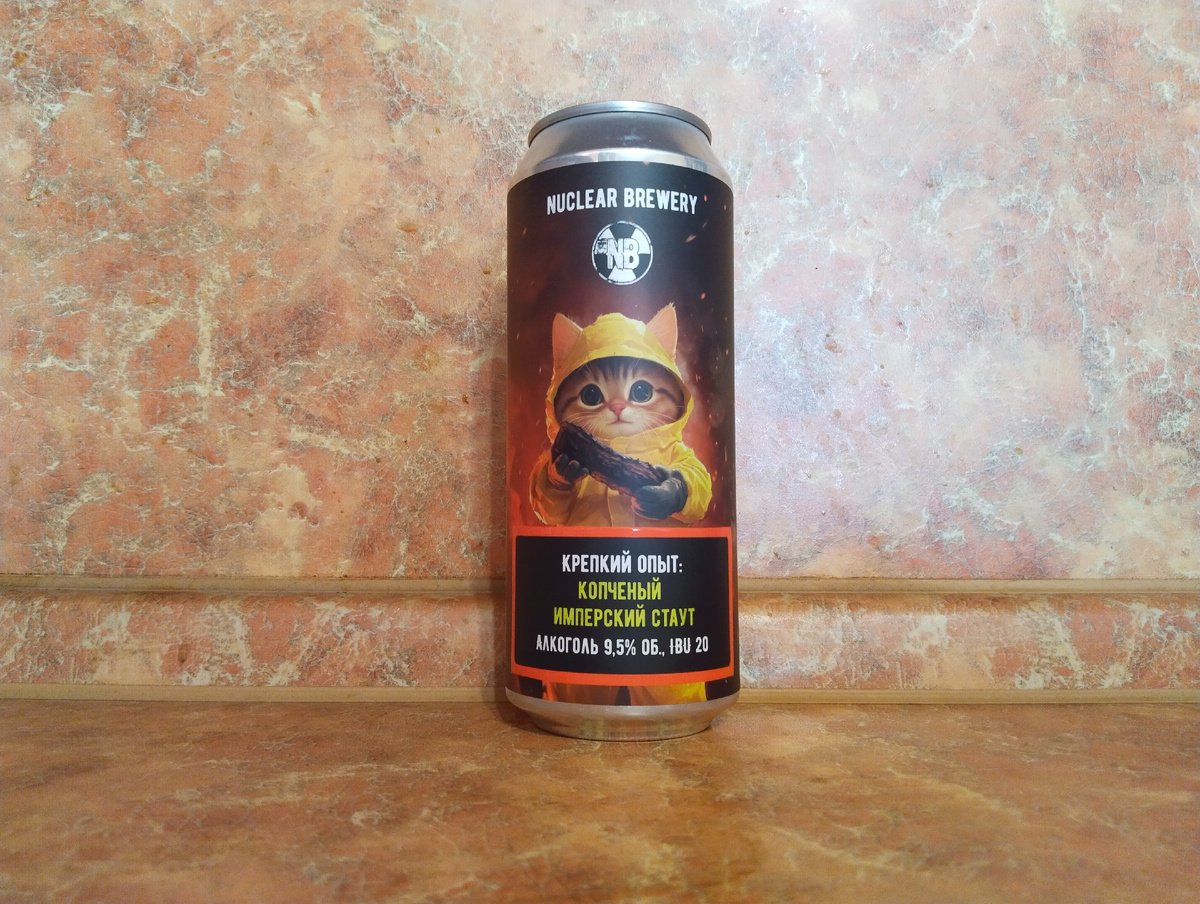 NUCLEAR BREWERY
NB
КРЕПКИЙ ОПЫТ:
КОПЧЕНЫЙ
ИМПЕРСКИЙ СТАУТ
АЛКОГОЛЬ 9,5% ОБ., IBU 20